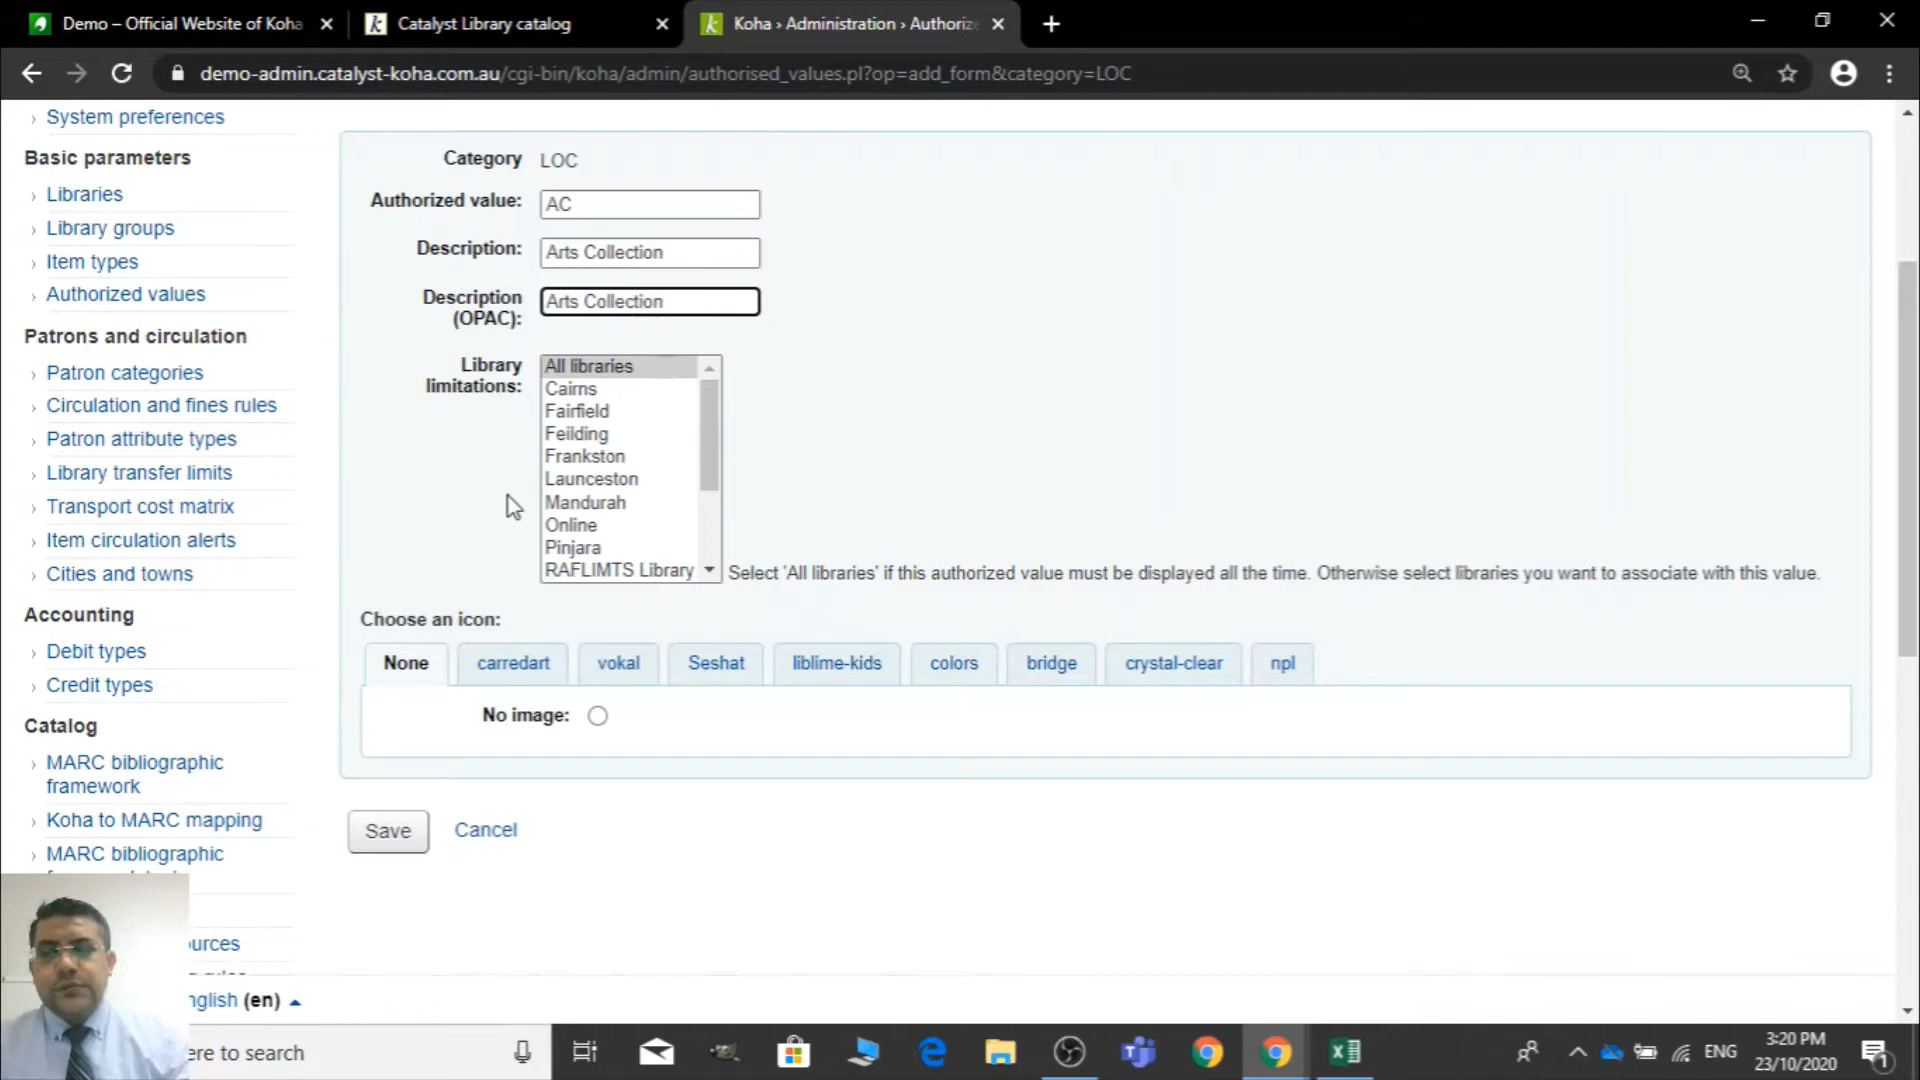 Demo – Official Website of Koha
Catalyst Library catalog
Koha › Administration › Authoriz
demo-admin.catalyst-koha.com.au/cgi-bin/koha/admin/authorised_values.pl?op=add_form&category=LOC
System preferences
Basic parameters
Libraries
Library groups
Item types
Authorized values
Patrons and circulation
Patron categories
Circulation and fines rules
Patron attribute types
Library transfer limits
Transport cost matrix
Item circulation alerts
Cities and towns
Accounting
Debit types
Credit types
Catalog
MARC bibliographic
framework
Koha to MARC mapping
MARC bibliographic
ources
nglish (en)
Category LOC
Authorized value: AC
Description: Arts Collection
Description
(OPAC): Arts Collection
Library
limitations:
All libraries
Cairns
Fairfield
Feilding
Frankston
Launceston
Mandurah
Online
Pinjara
RAFLIMTS Library
Select 'All libraries' if this authorized value must be displayed all the time. Otherwise select libraries you want to associate with this value.
Choose an icon:
None carredart vokal Seshat liblime-kids colors bridge crystal-clear npl
No image:
Save Cancel
ere to search
ENG
3:20 PM
23/10/2020
1